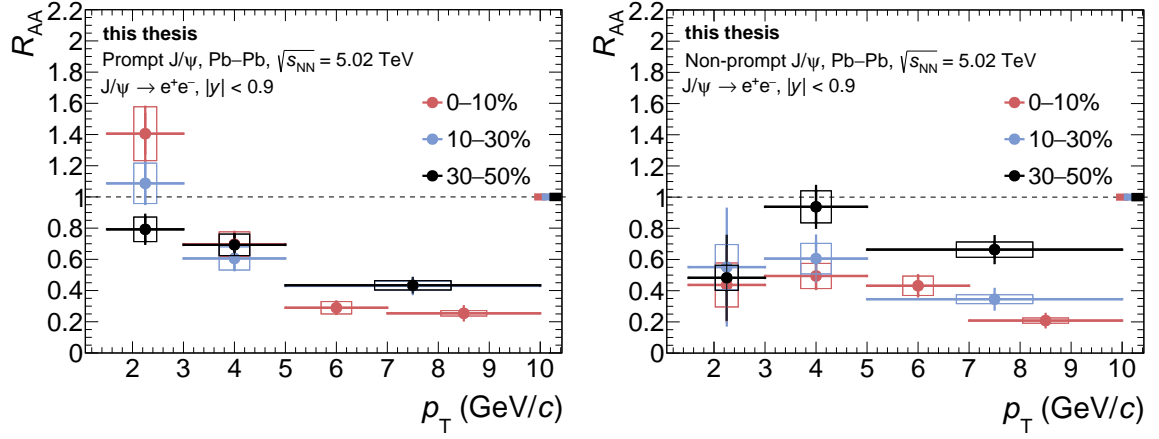 R_AA
this thesis
Prompt J/ψ, Pb–Pb, √s_NN = 5.02 TeV
J/ψ → e⁺e⁻, |y| < 0.9
0–10%
10–30%
30–50%
2.2
2
1.8
1.6
1.4
1.2
1
0.8
0.6
0.4
0.2
0
2 3 4 5 6 7 8 9 10
p_T (GeV/c)
R_AA
this thesis
Non-prompt J/ψ, Pb–Pb, √s_NN = 5.02 TeV
J/ψ → e⁺e⁻, |y| < 0.9
0–10%
10–30%
30–50%
2.2
2
1.8
1.6
1.4
1.2
1
0.8
0.6
0.4
0.2
0
2 3 4 5 6 7 8 9 10
p_T (GeV/c)